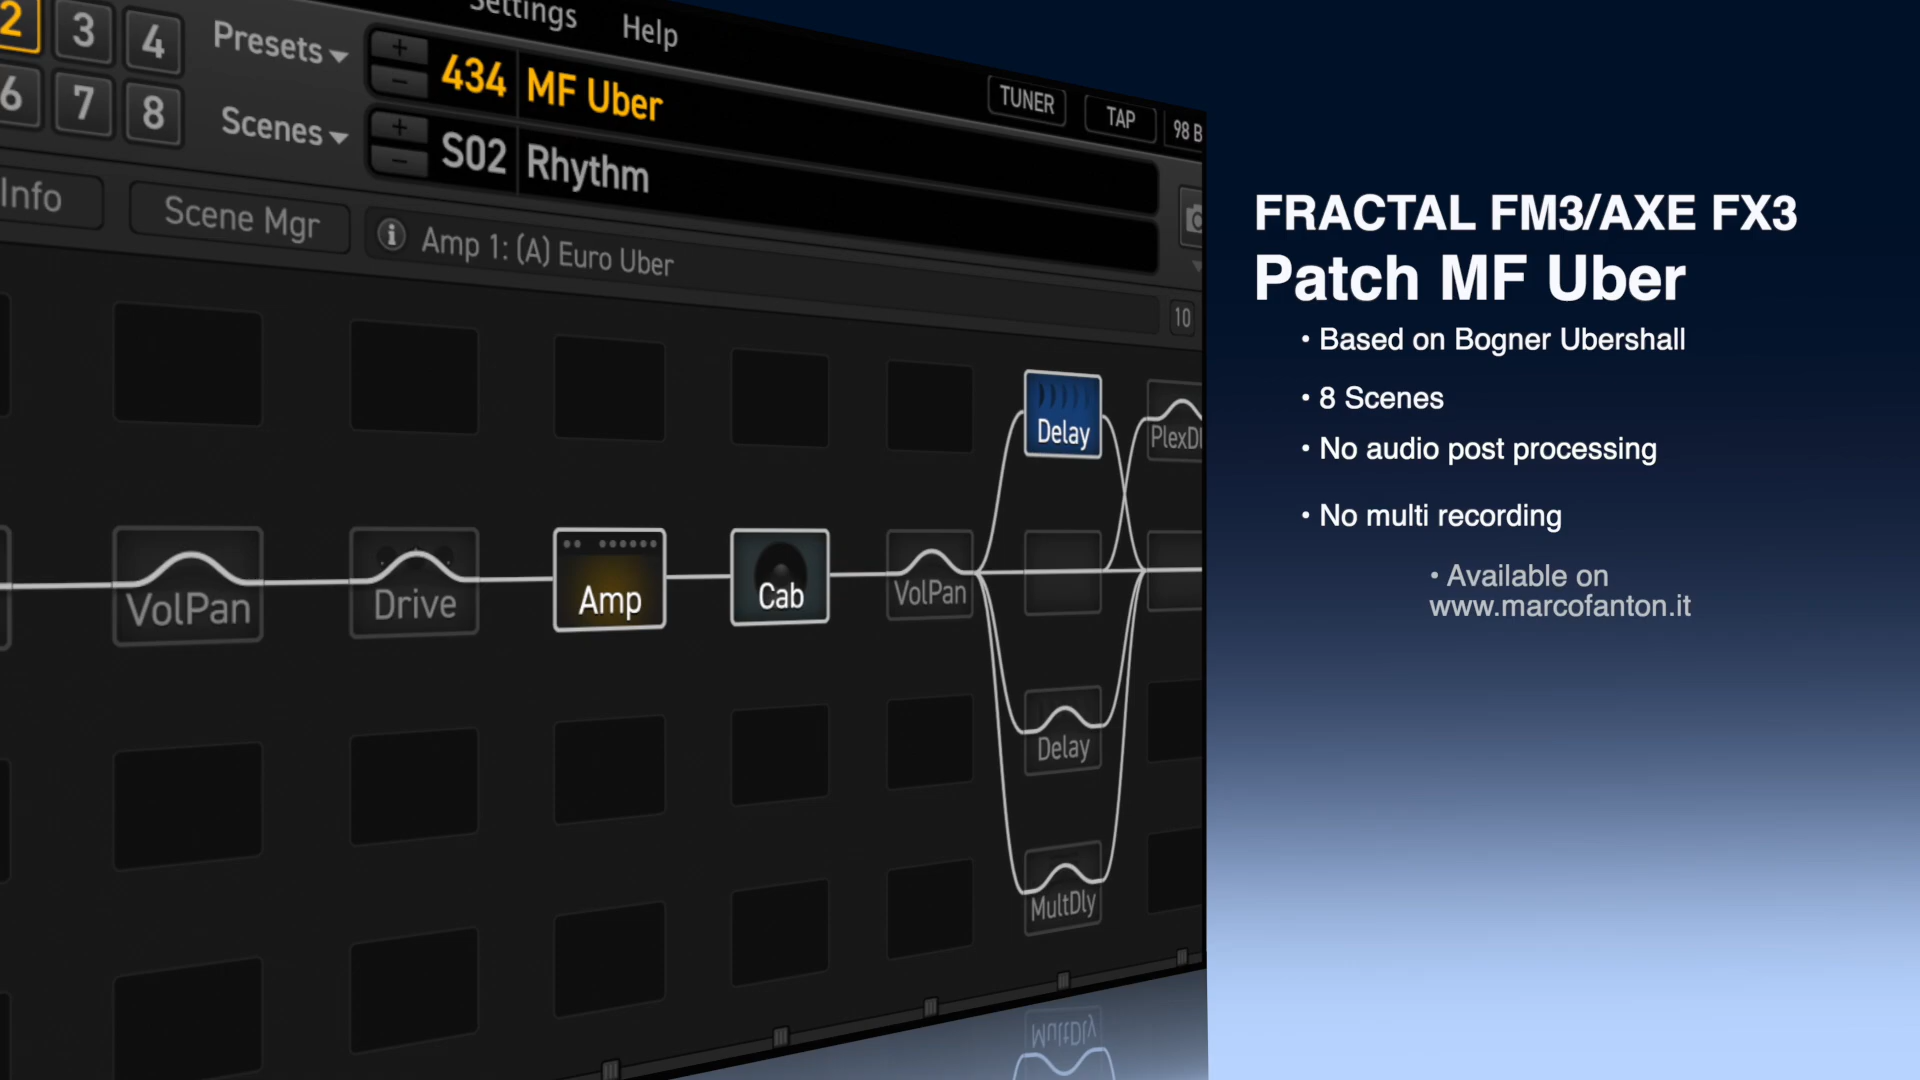 Settings
Help
2
3
4
Presets
+
-
434
MF Uber
TUNER
TAP
98 B
6
7
8
Scenes
+
-
S02
Rhythm
Info
Scene Mgr
i
Amp 1: (A) Euro Uber
10
Delay
PlexDl
VolPan
Drive
Amp
Cab
VolPan
Delay
MultDly
MultDly
FRACTAL FM3/AXE FX3
Patch MF Uber
• Based on Bogner Ubershall
• 8 Scenes
• No audio post processing
• No multi recording
• Available on
www.marcofanton.it